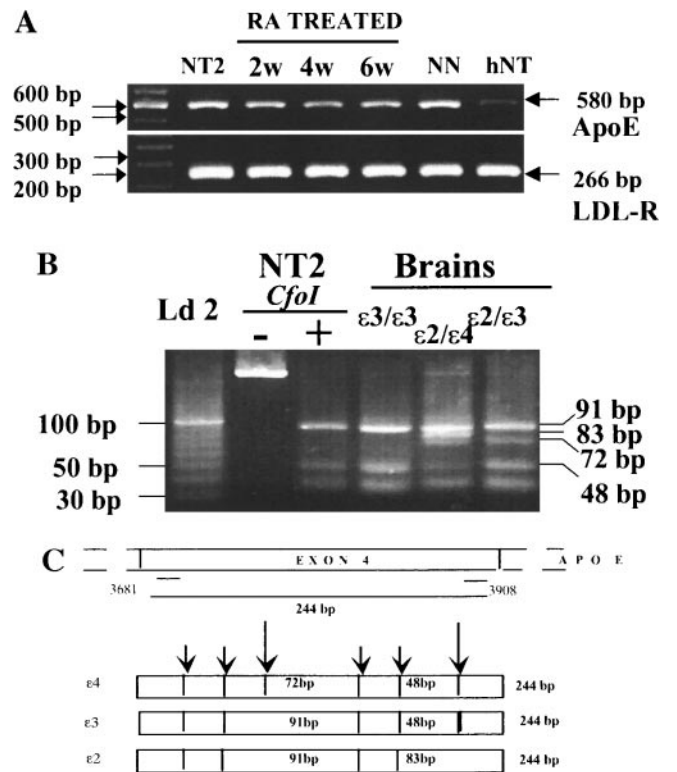 A
RA TREATED
NT2 2w 4w 6w NN hNT
600 bp
500 bp
580 bp
ApoE
300 bp
200 bp
266 bp
LDL-R
B
NT2
CfoI
Brains
Ld 2
- +
ε3/ε3 ε2/ε4 ε2/ε3
100 bp
50 bp
30 bp
91 bp
83 bp
72 bp
48 bp
C
EXON 4
APOE
3681
3908
244 bp
ε4 72bp 48bp 244 bp
ε3 91bp 48bp 244 bp
ε2 91bp 83bp 244 bp